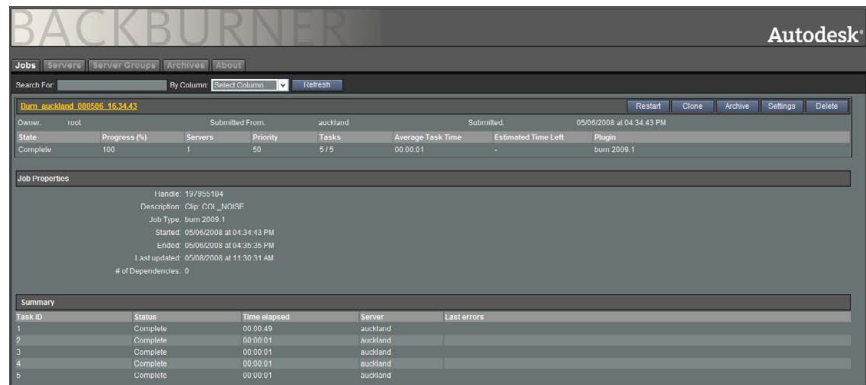 BACKBURNER
Autodesk®
Jobs Servers Server Groups Archives About
Search For: By Column: Select Column Refresh
Burn_auckland_080506_16.34.43 Restart Clone Archive Settings Delete
Owner: root Submitted From: auckland Submitted: 05/06/2008 at 04:34:43 PM
State Progress (%) Servers Priority Tasks Average Task Time Estimated Time Left Plugin
Complete 100 1 50 5 / 5 00:00:01 - burn 2009.1
Job Properties
Handle: 197955184
Description: Clip: COL_NOISE
Job Type: burn 2009.1
Started: 05/06/2008 at 04:34:43 PM
Ended: 05/06/2008 at 04:35:35 PM
Last updated: 05/08/2008 at 11:30:31 AM
# of Dependencies: 0
Summary
Task ID Status Time elapsed Server Last errors
1 Complete 00:00:49 auckland
2 Complete 00:00:01 auckland
3 Complete 00:00:01 auckland
4 Complete 00:00:01 auckland
5 Complete 00:00:01 auckland